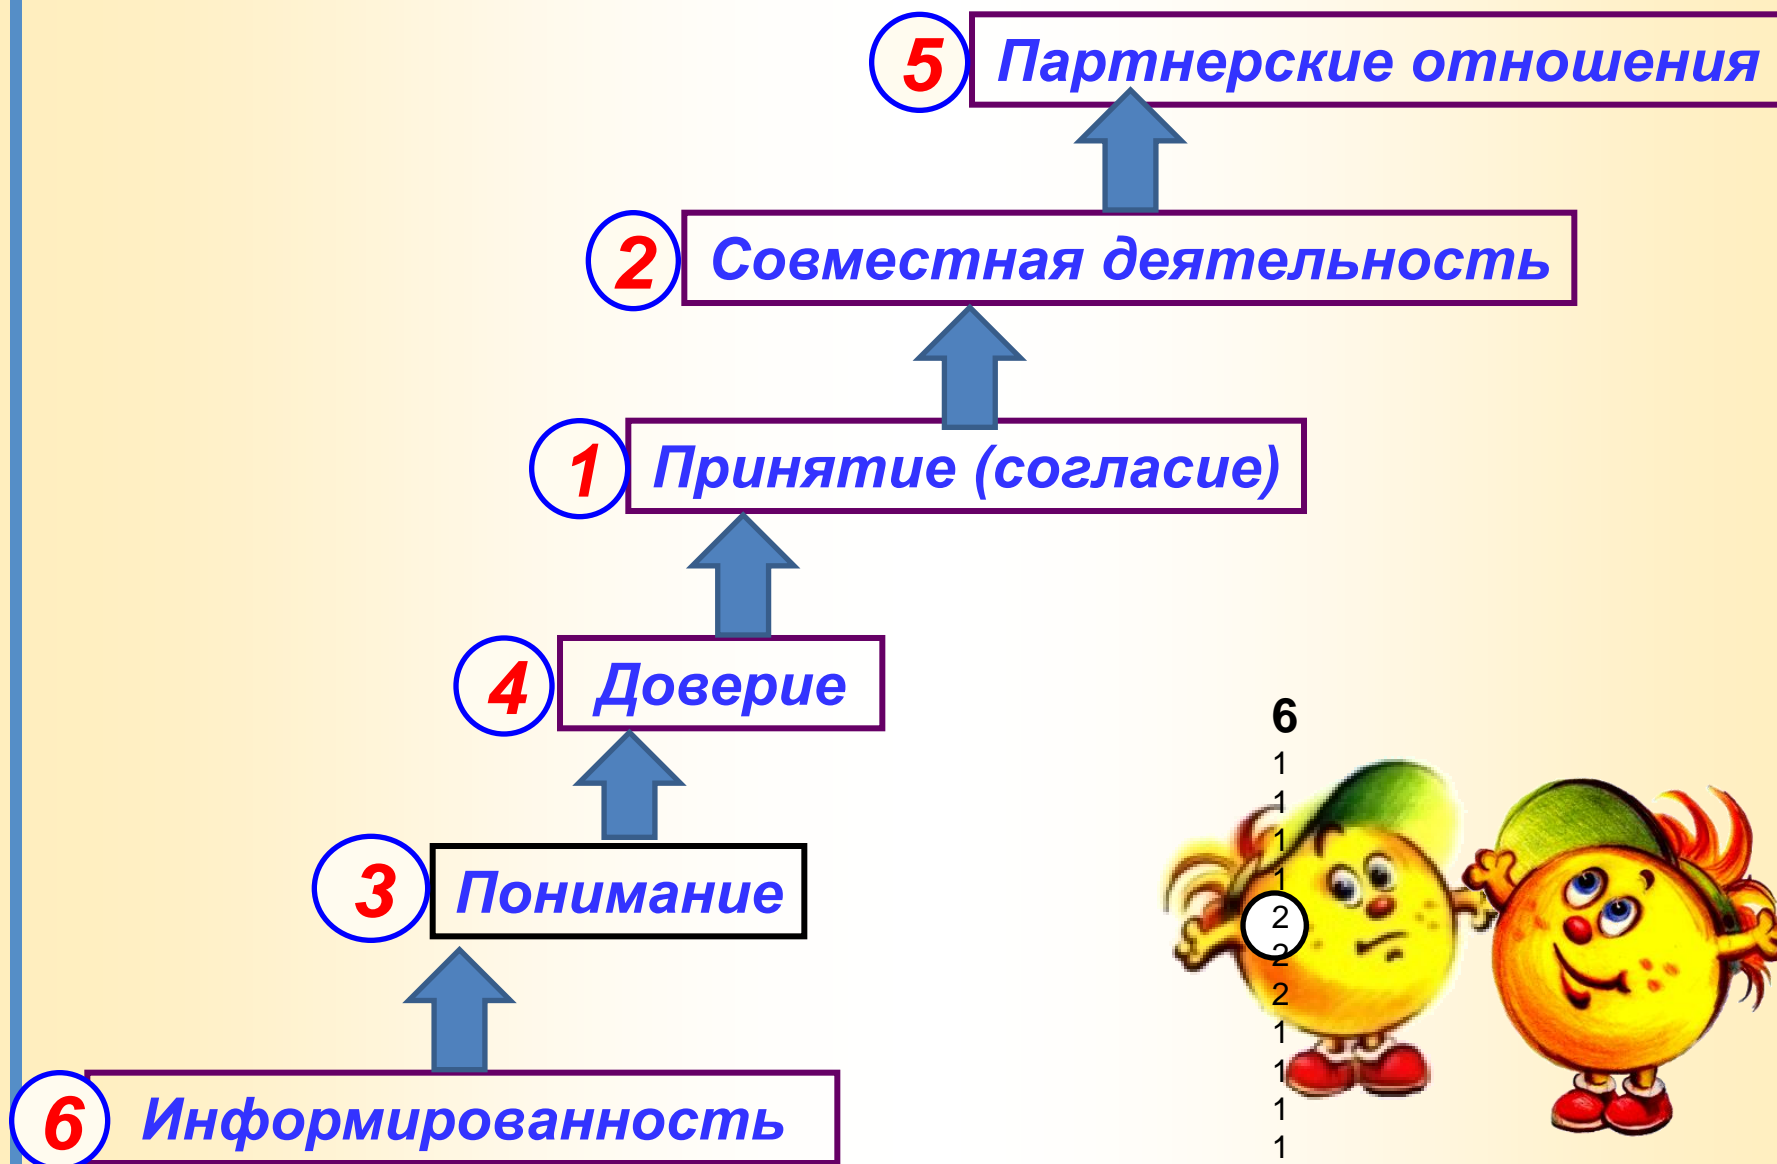 5 Партнерские отношения
2 Совместная деятельность
1 Принятие (согласие)
4 Доверие
3 Понимание
6 Информированность
6
1
1
1
1
2
2
2
1
1
1
1